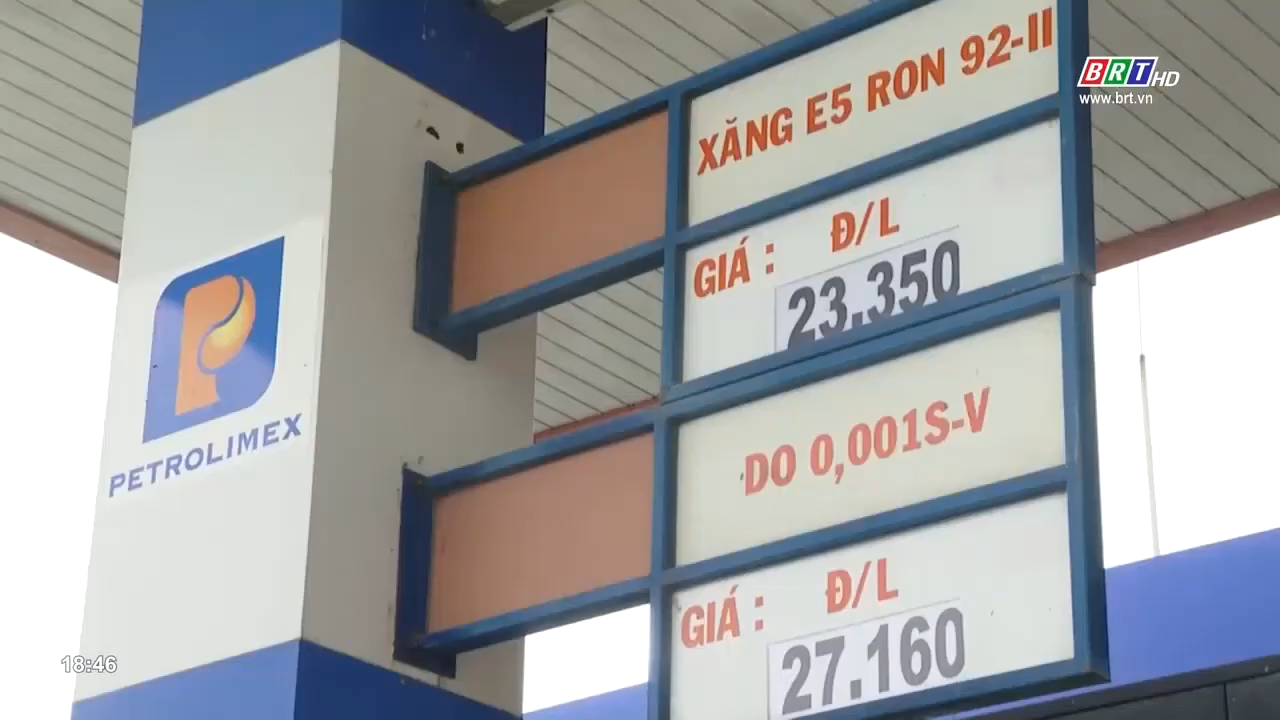 BRT HD
www.brt.vn
XĂNG E5 RON 92-II
GIÁ : Đ/L
23.350
DO 0,001S-V
GIÁ : Đ/L
27.160
PETROLIMEX
18:46